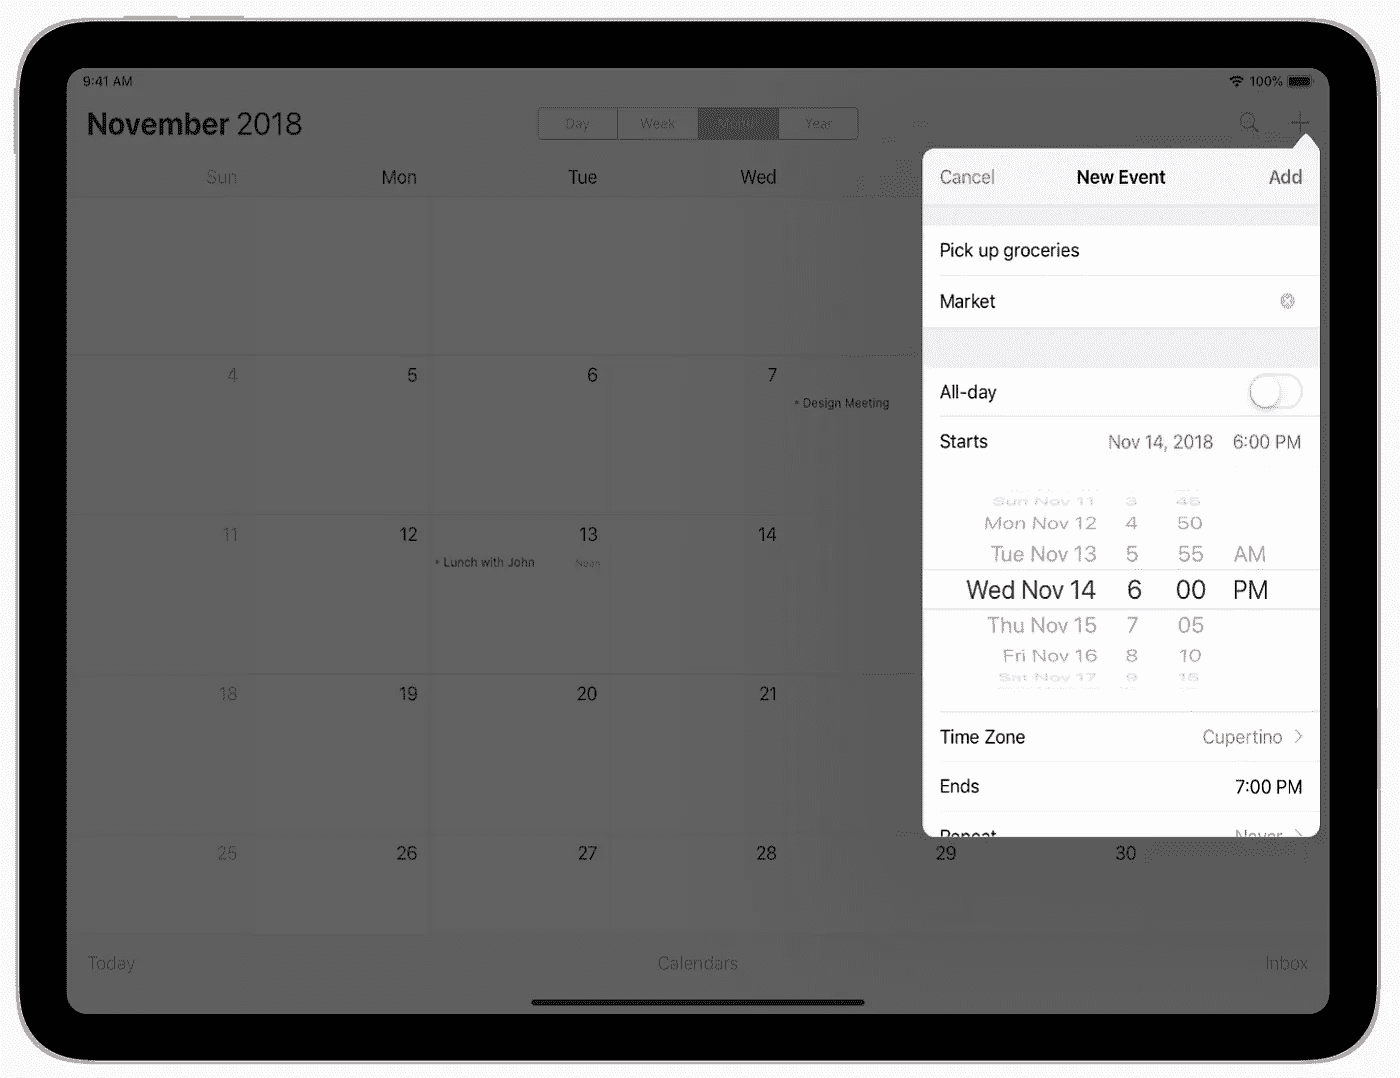 9:41 AM
100%
November 2018
Day Week Month Year
Sun Mon Tue Wed
Cancel New Event Add
Pick up groceries
Market
All-day
Starts Nov 14, 2018 6:00 PM
Sun Nov 11 3 45
Mon Nov 12 4 50
Tue Nov 13 5 55 AM
Wed Nov 14 6 00 PM
Thu Nov 15 7 05
Fri Nov 16 8 10
Sat Nov 17 9 15
Time Zone Cupertino
Ends 7:00 PM
Repeat Never
4 5 6 7
Design Meeting
11 12 13 14
Lunch with John Noon
18 19 20 21
25 26 27 28 29 30
Today Calendars Inbox